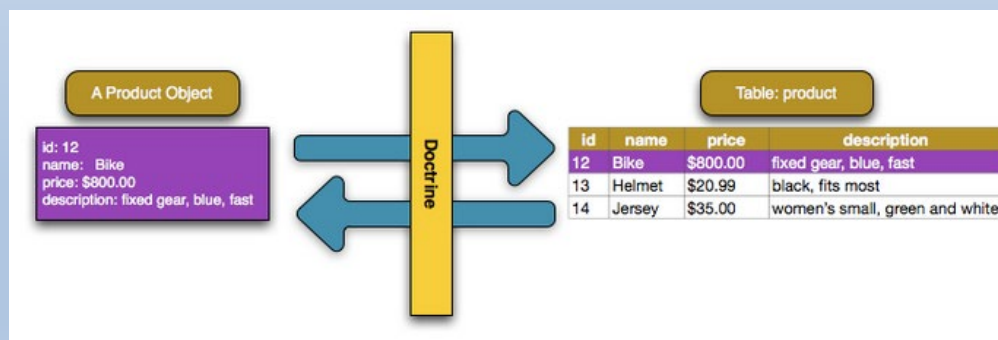 A Product Object
id: 12
name: Bike
price: $800.00
description: fixed gear, blue, fast
Doctrine
Table: product
id name price description
12 Bike $800.00 fixed gear, blue, fast
13 Helmet $20.99 black, fits most
14 Jersey $35.00 women's small, green and white